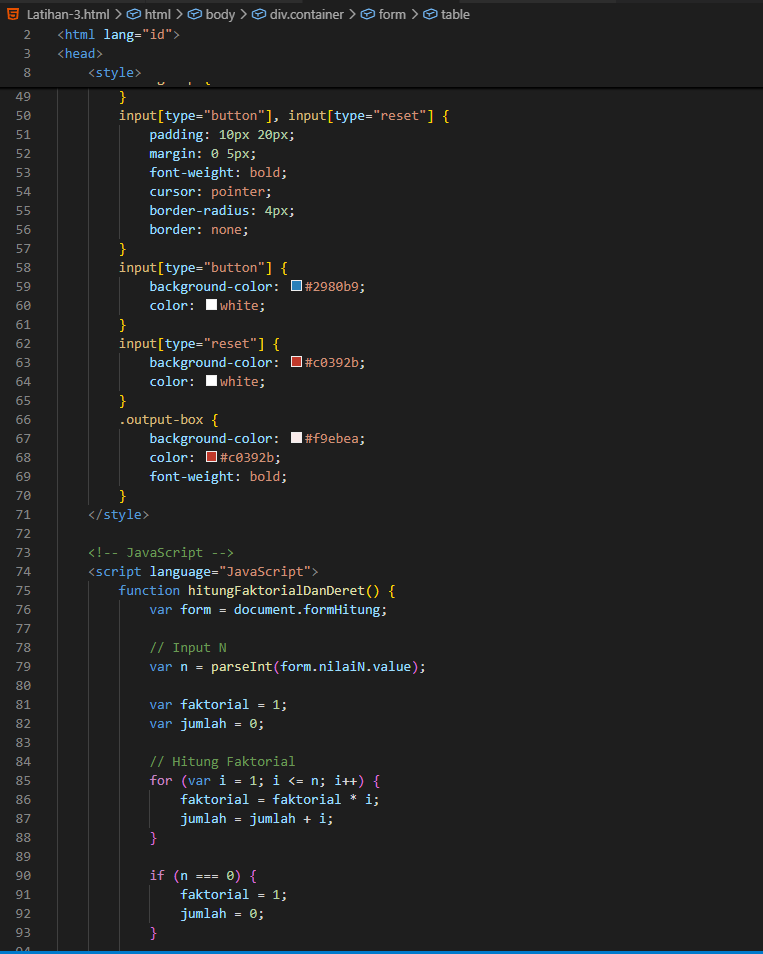 Latihan-3.html > html > body > div.container > form > table
2 <html lang="id">
3 <head>
8 <style>
49 }
50 input[type="button"], input[type="reset"] {
51 padding: 10px 20px;
52 margin: 0 5px;
53 font-weight: bold;
54 cursor: pointer;
55 border-radius: 4px;
56 border: none;
57 }
58 input[type="button"] {
59 background-color: #2980b9;
60 color: white;
61 }
62 input[type="reset"] {
63 background-color: #c0392b;
64 color: white;
65 }
66 .output-box {
67 background-color: #f9ebea;
68 color: #c0392b;
69 font-weight: bold;
70 }
71 </style>
72
73 <!-- JavaScript -->
74 <script language="JavaScript">
75 function hitungFaktorialDanDeret() {
76 var form = document.formHitung;
77
78 // Input N
79 var n = parseInt(form.nilaiN.value);
80
81 var faktorial = 1;
82 var jumlah = 0;
83
84 // Hitung Faktorial
85 for (var i = 1; i <= n; i++) {
86 faktorial = faktorial * i;
87 jumlah = jumlah + i;
88 }
89
90 if (n === 0) {
91 faktorial = 1;
92 jumlah = 0;
93 }